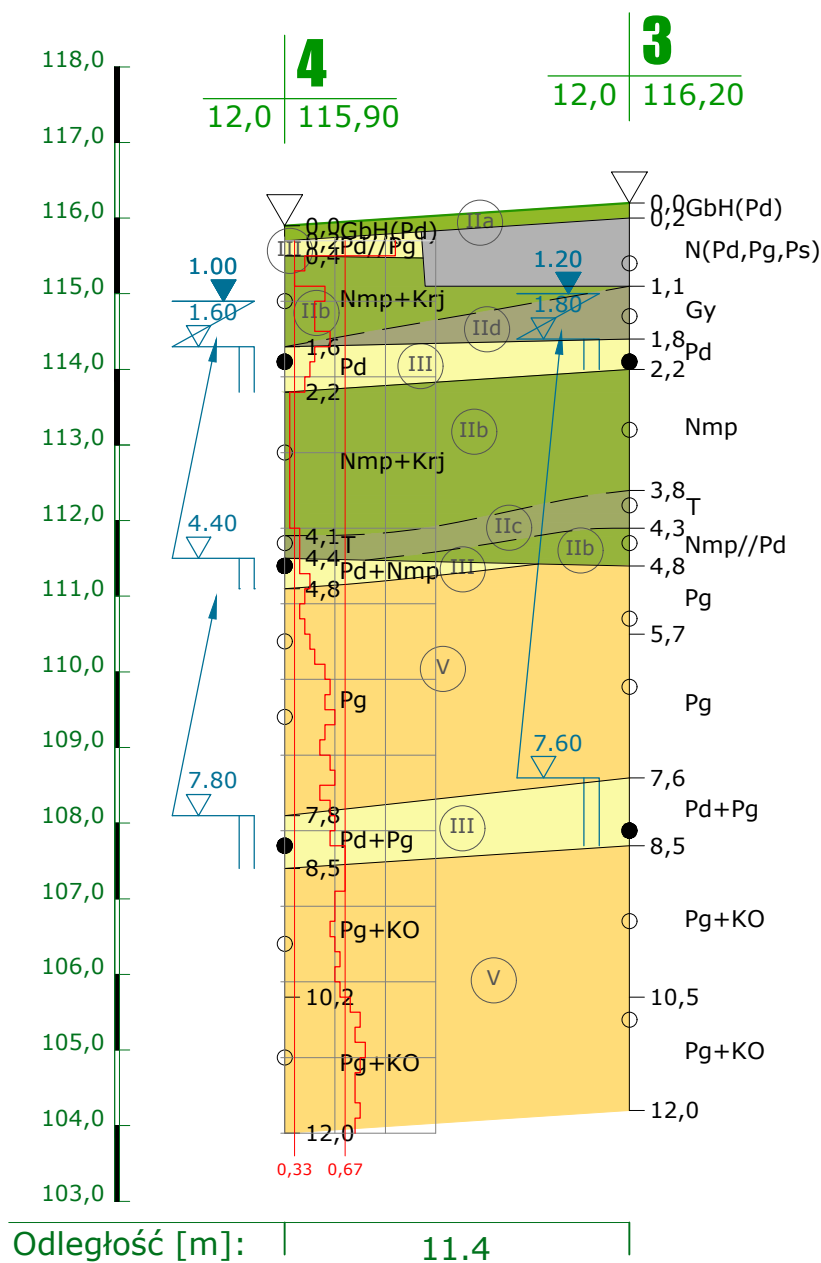 4
3
12,0 115,90
12,0 116,20
118,0
117,0
116,0
115,0
114,0
113,0
112,0
111,0
110,0
109,0
108,0
107,0
106,0
105,0
104,0
103,0
1.00
1.60
4.40
7.80
0,0 GbH(Pd)
Pd//Pg
0,4
Nmp+Krj
1,6
Pd
2,2
Nmp+Krj
4,1
T
4,4
Pd+Nmp
4,8
Pg
7,8
Pd+Pg
8,5
Pg+KO
10,2
Pg+KO
12,0
0,33
0,67
IIa
III
IIb
IId
III
IIb
IIc
IIb
III
V
III
V
1.20
1.80
7.60
0,0 GbH(Pd)
0,2
N(Pd,Pg,Ps)
1,1
Gy
1,8
Pd
2,2
Nmp
3,8
T
4,3
Nmp//Pd
4,8
Pg
5,7
Pg
7,6
Pd+Pg
8,5
Pg+KO
10,5
Pg+KO
12,0
Odległość [m]: 11.4